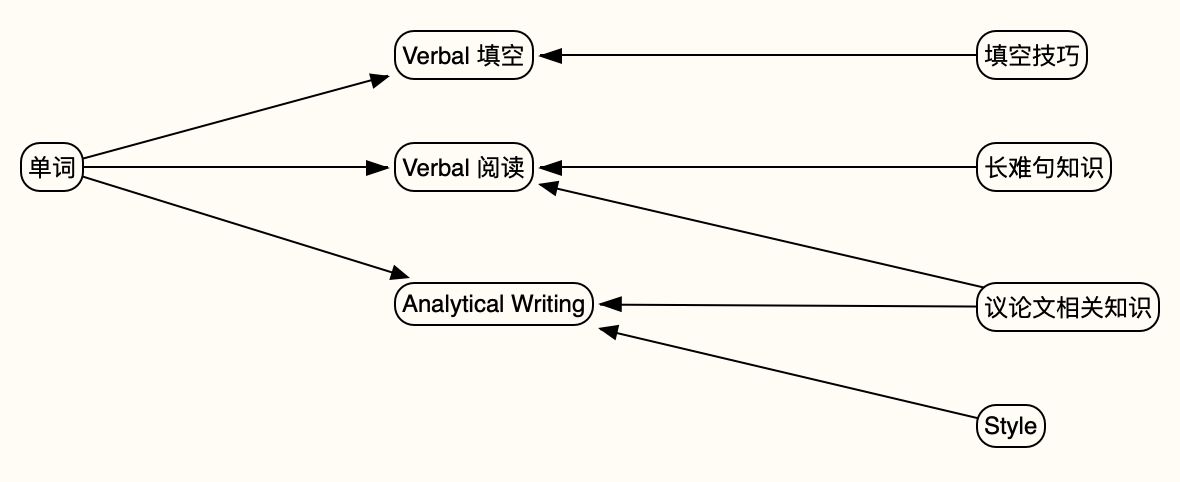 Verbal 填空
填空技巧
单词
Verbal 阅读
长难句知识
Analytical Writing
议论文相关知识
Style